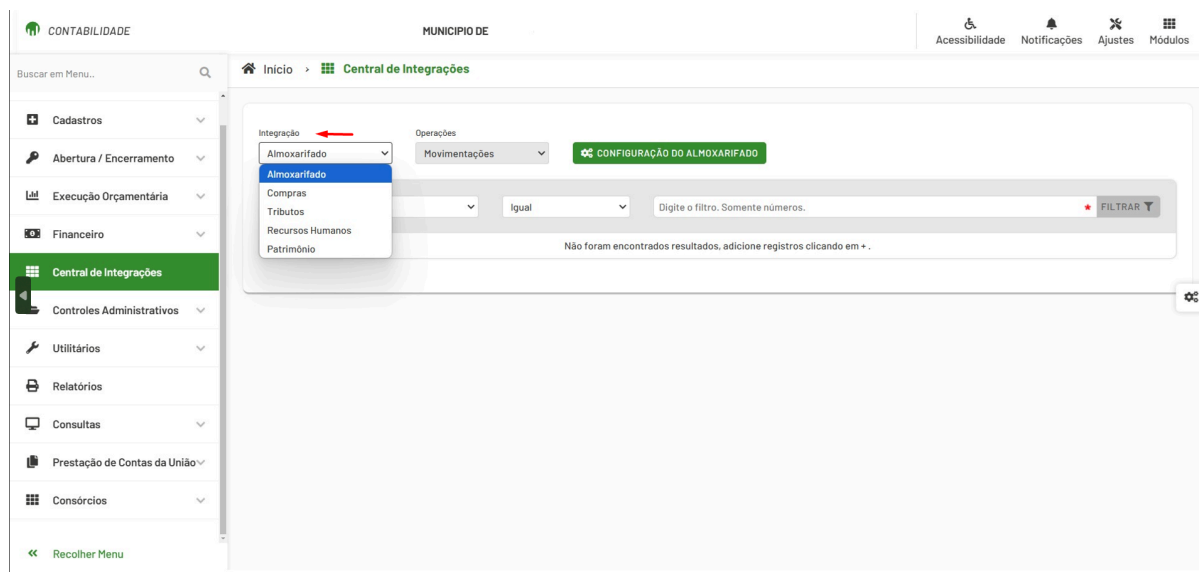 CONTABILIDADE
MUNICIPIO DE
Acessibilidade
Notificações
Ajustes
Módulos
Buscar em Menu..
Início › Central de Integrações
Cadastros
Abertura / Encerramento
Execução Orçamentária
Financeiro
Central de Integrações
Controles Administrativos
Utilitários
Relatórios
Consultas
Prestação de Contas da União
Consórcios
Recolher Menu
Integração
Operações
Almoxarifado
Movimentações
CONFIGURAÇÃO DO ALMOXARIFADO
Almoxarifado
Compras
Tributos
Recursos Humanos
Patrimônio
Igual
Digite o filtro. Somente números.
* FILTRAR
Não foram encontrados resultados, adicione registros clicando em + .